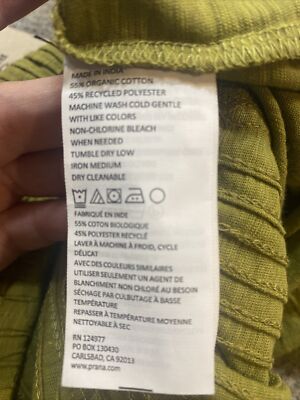 MADE IN INDIA
55% ORGANIC COTTON
45% RECYCLED POLYESTER
MACHINE WASH COLD GENTLE
WITH LIKE COLORS
NON-CHLORINE BLEACH
WHEN NEEDED
TUMBLE DRY LOW
IRON MEDIUM
DRY CLEANABLE
FABRIQUÉ EN INDE
55% COTON BIOLOGIQUE
45% POLYESTER RECYCLÉ
LAVER À MACHINE À FROID, CYCLE
DÉLICAT
AVEC DES COULEURS SIMILAIRES
UTILISER SEULEMENT UN AGENT DE
BLANCHIMENT NON CHLORÉ AU BESOIN
SÉCHAGE PAR CULBUTAGE À BASSE
TEMPÉRATURE
REPASSER À TEMPÉRATURE MOYENNE
NETTOYABLE À SEC
RN 124977
PO BOX 130430
CARLSBAD, CA 92013
www.prana.com